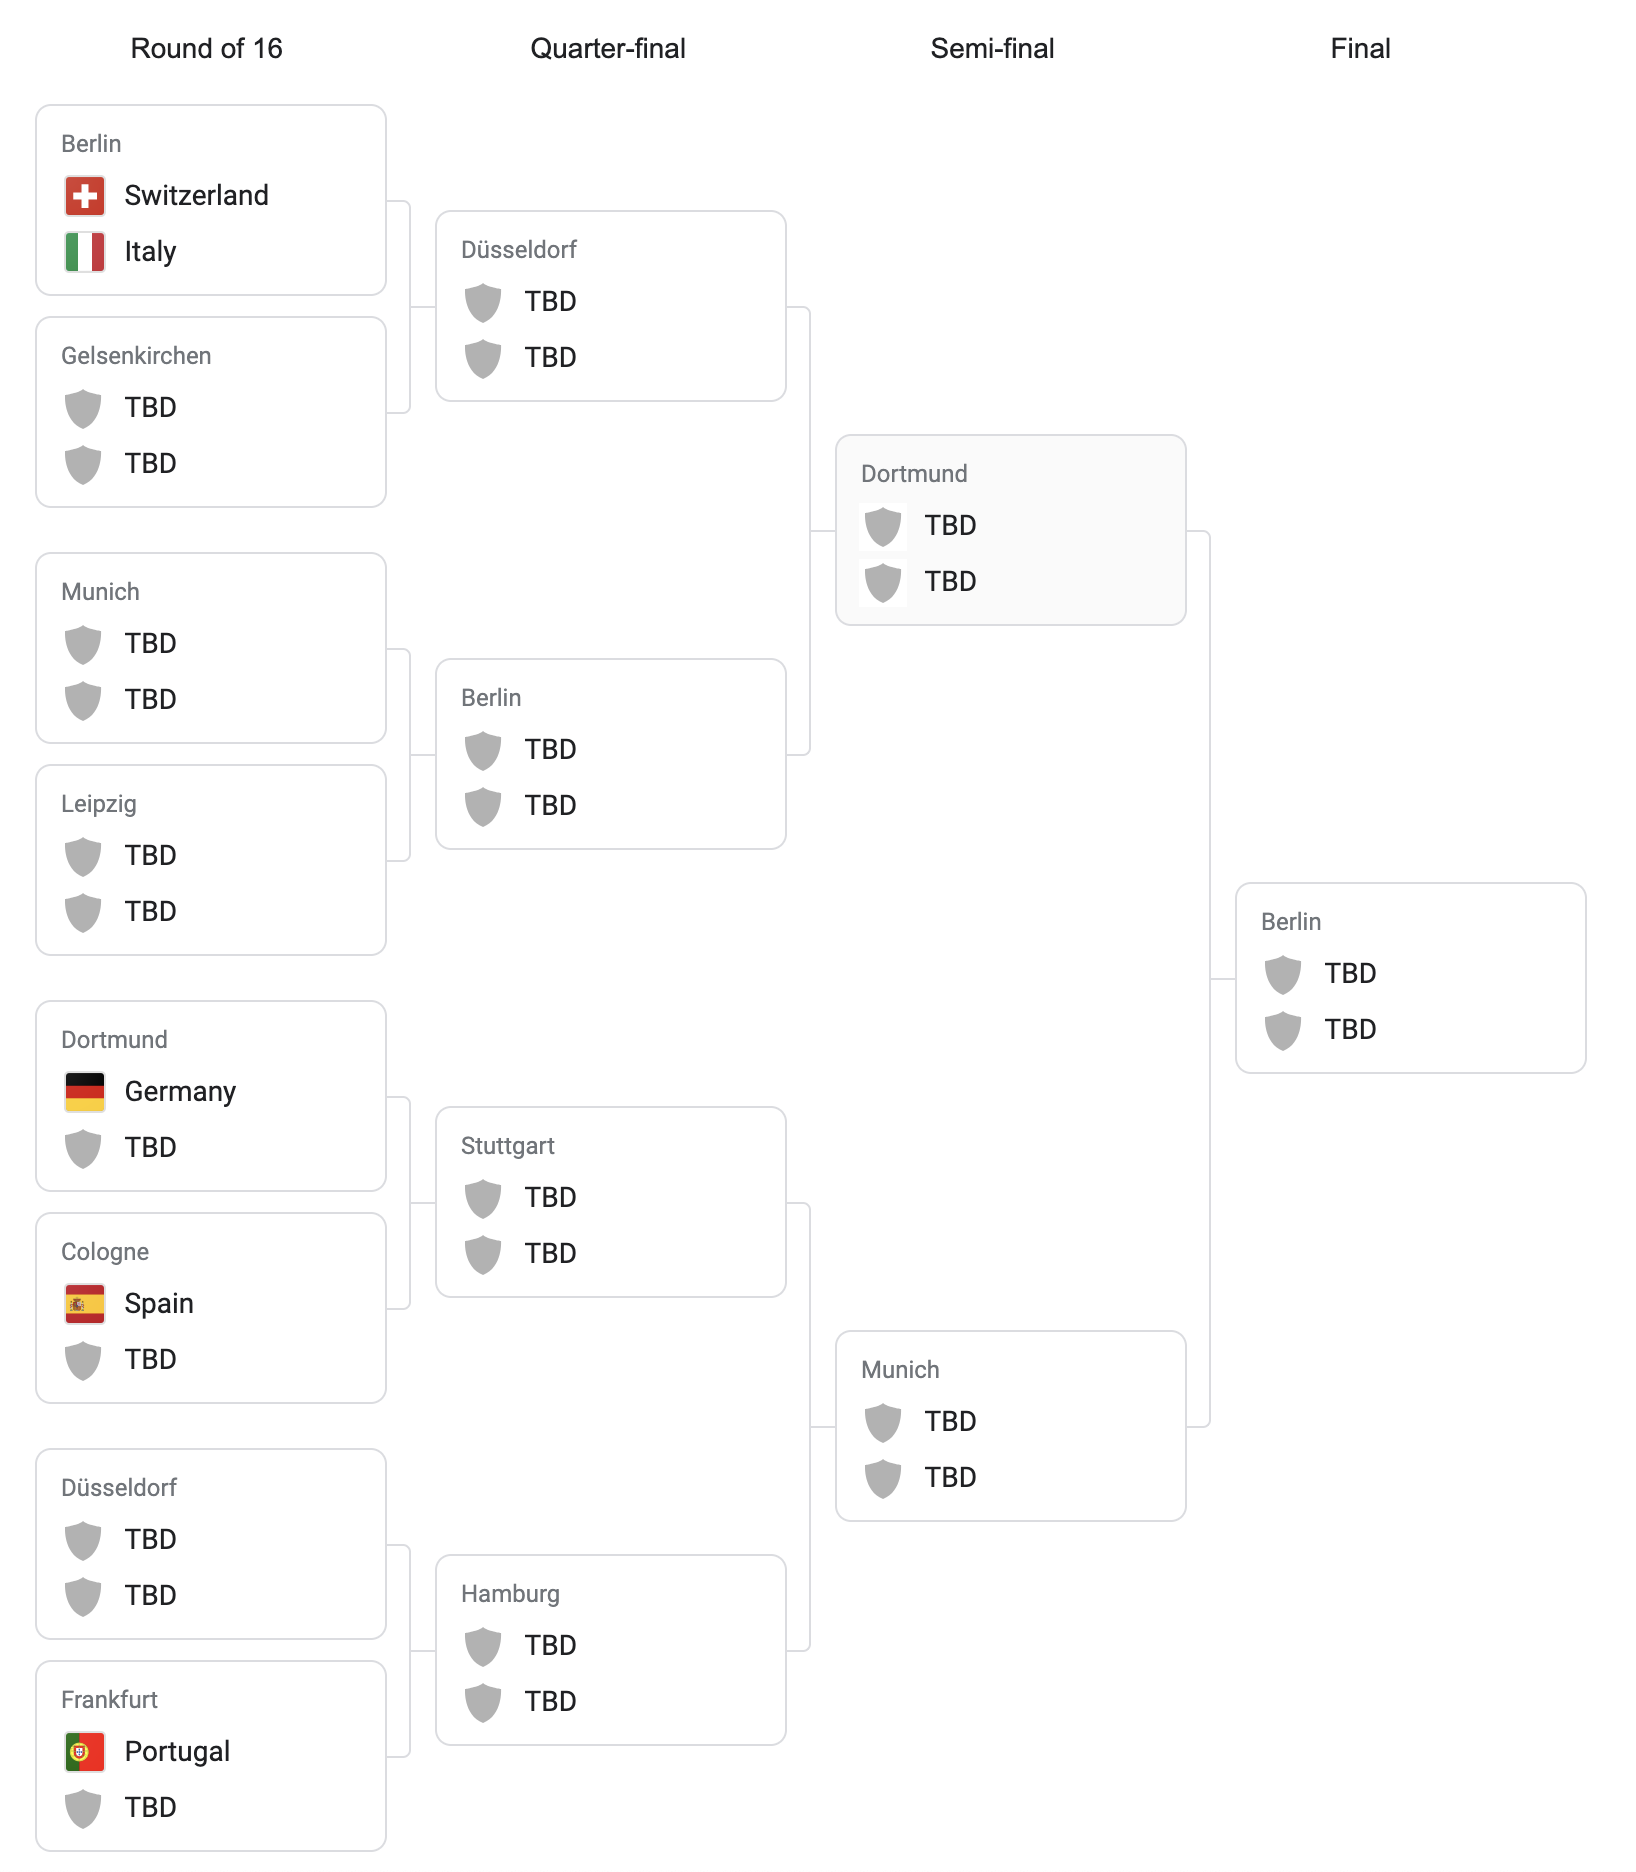 Round of 16
Quarter-final
Semi-final
Final
Berlin
Switzerland
Italy
Gelsenkirchen
TBD
TBD
Munich
TBD
TBD
Leipzig
TBD
TBD
Dortmund
Germany
TBD
Cologne
Spain
TBD
Düsseldorf
TBD
TBD
Frankfurt
Portugal
TBD
Düsseldorf
TBD
TBD
Berlin
TBD
TBD
Stuttgart
TBD
TBD
Hamburg
TBD
TBD
Dortmund
TBD
TBD
Munich
TBD
TBD
Berlin
TBD
TBD